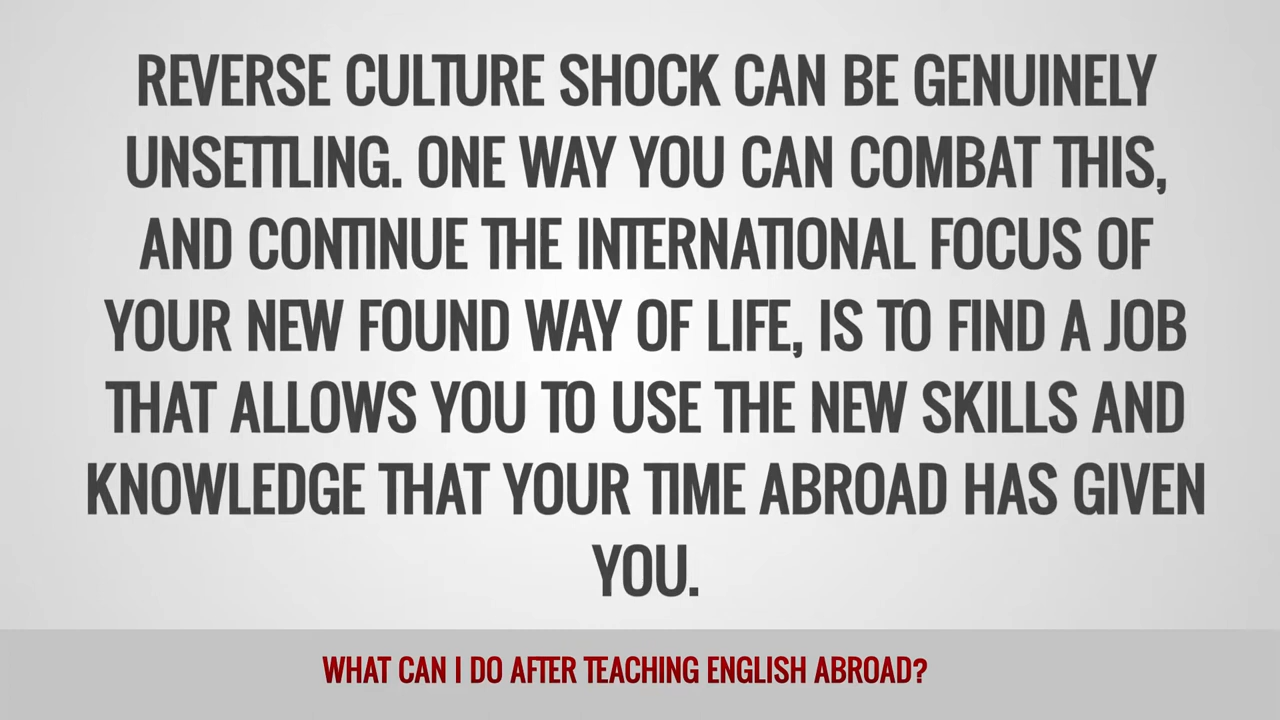 REVERSE CULTURE SHOCK CAN BE GENUINELY
UNSETTLING. ONE WAY YOU CAN COMBAT THIS,
AND CONTINUE THE INTERNATIONAL FOCUS OF
YOUR NEW FOUND WAY OF LIFE, IS TO FIND A JOB
THAT ALLOWS YOU TO USE THE NEW SKILLS AND
KNOWLEDGE THAT YOUR TIME ABROAD HAS GIVEN
YOU.
WHAT CAN I DO AFTER TEACHING ENGLISH ABROAD?